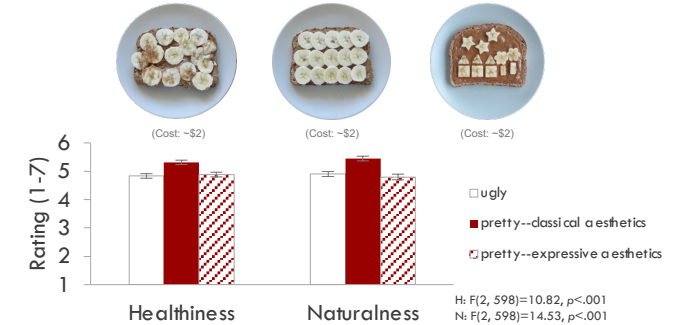 (Cost: ~$2)
(Cost: ~$2)
(Cost: ~$2)
Rating (1-7)
6
5
4
3
2
1
Healthiness
Naturalness
ugly
pretty--classical aesthetics
pretty--expressive aesthetics
H: F(2, 598)=10.82, p<.001
N: F(2, 598)=14.53, p<.001